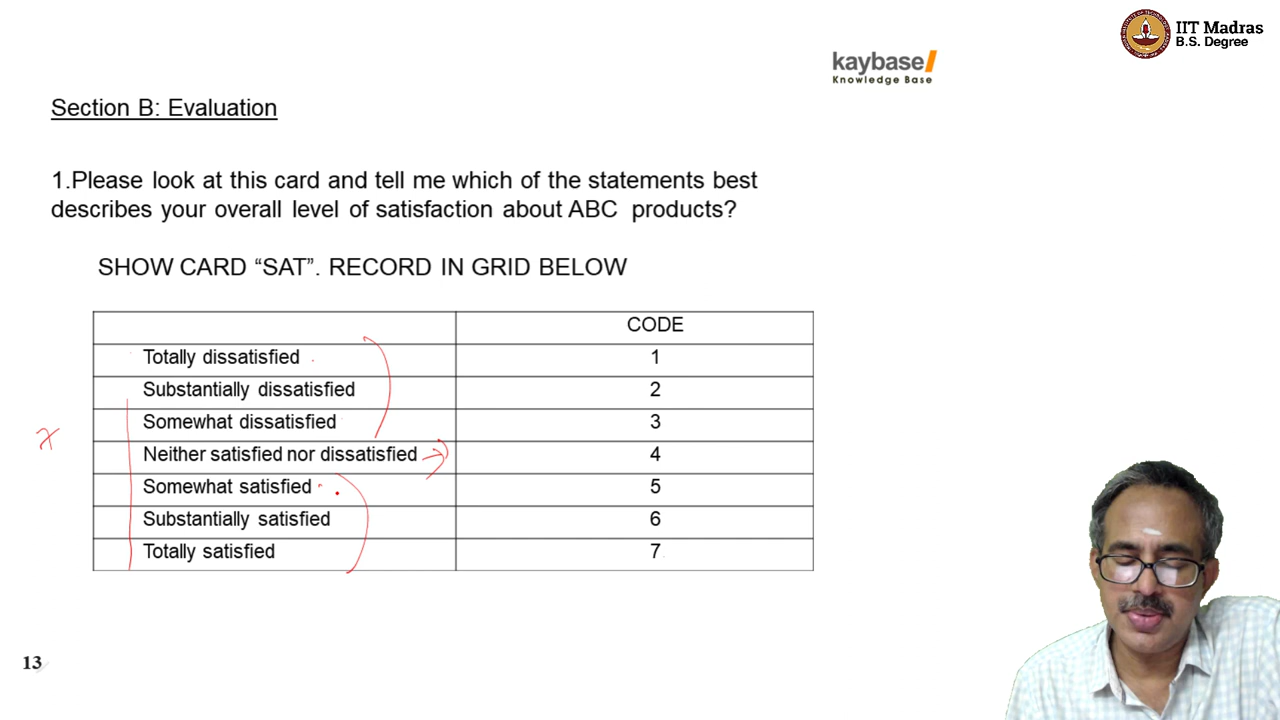 IIT Madras
B.S. Degree
kaybase
Knowledge Base
Section B: Evaluation
1.Please look at this card and tell me which of the statements best
describes your overall level of satisfaction about ABC products?
SHOW CARD “SAT”. RECORD IN GRID BELOW
CODE
Totally dissatisfied 1
Substantially dissatisfied 2
Somewhat dissatisfied 3
Neither satisfied nor dissatisfied 4
Somewhat satisfied 5
Substantially satisfied 6
Totally satisfied 7
13